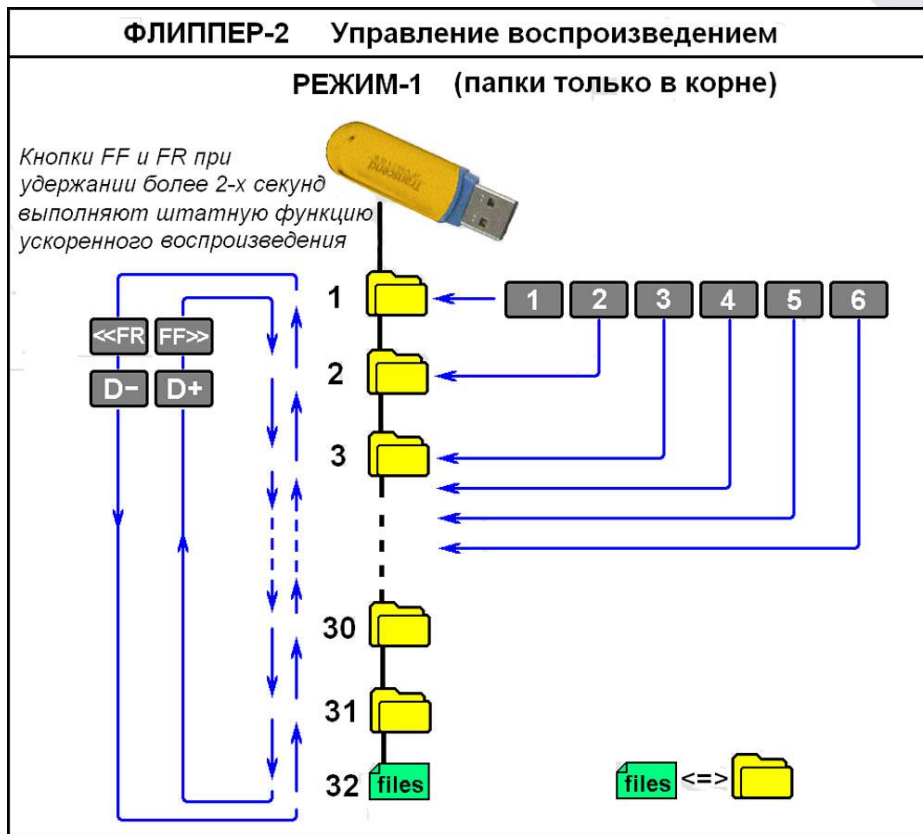 ФЛИППЕР-2 Управление воспроизведением
РЕЖИМ-1 (папки только в корне)
Кнопки FF и FR при
удержании более 2-х секунд
выполняют штатную функцию
ускоренного воспроизведения
Transcend
1
1 2 3 4 5 6
<<FR FF>>
2
D- D+
3
30
31
32 files
files <=>